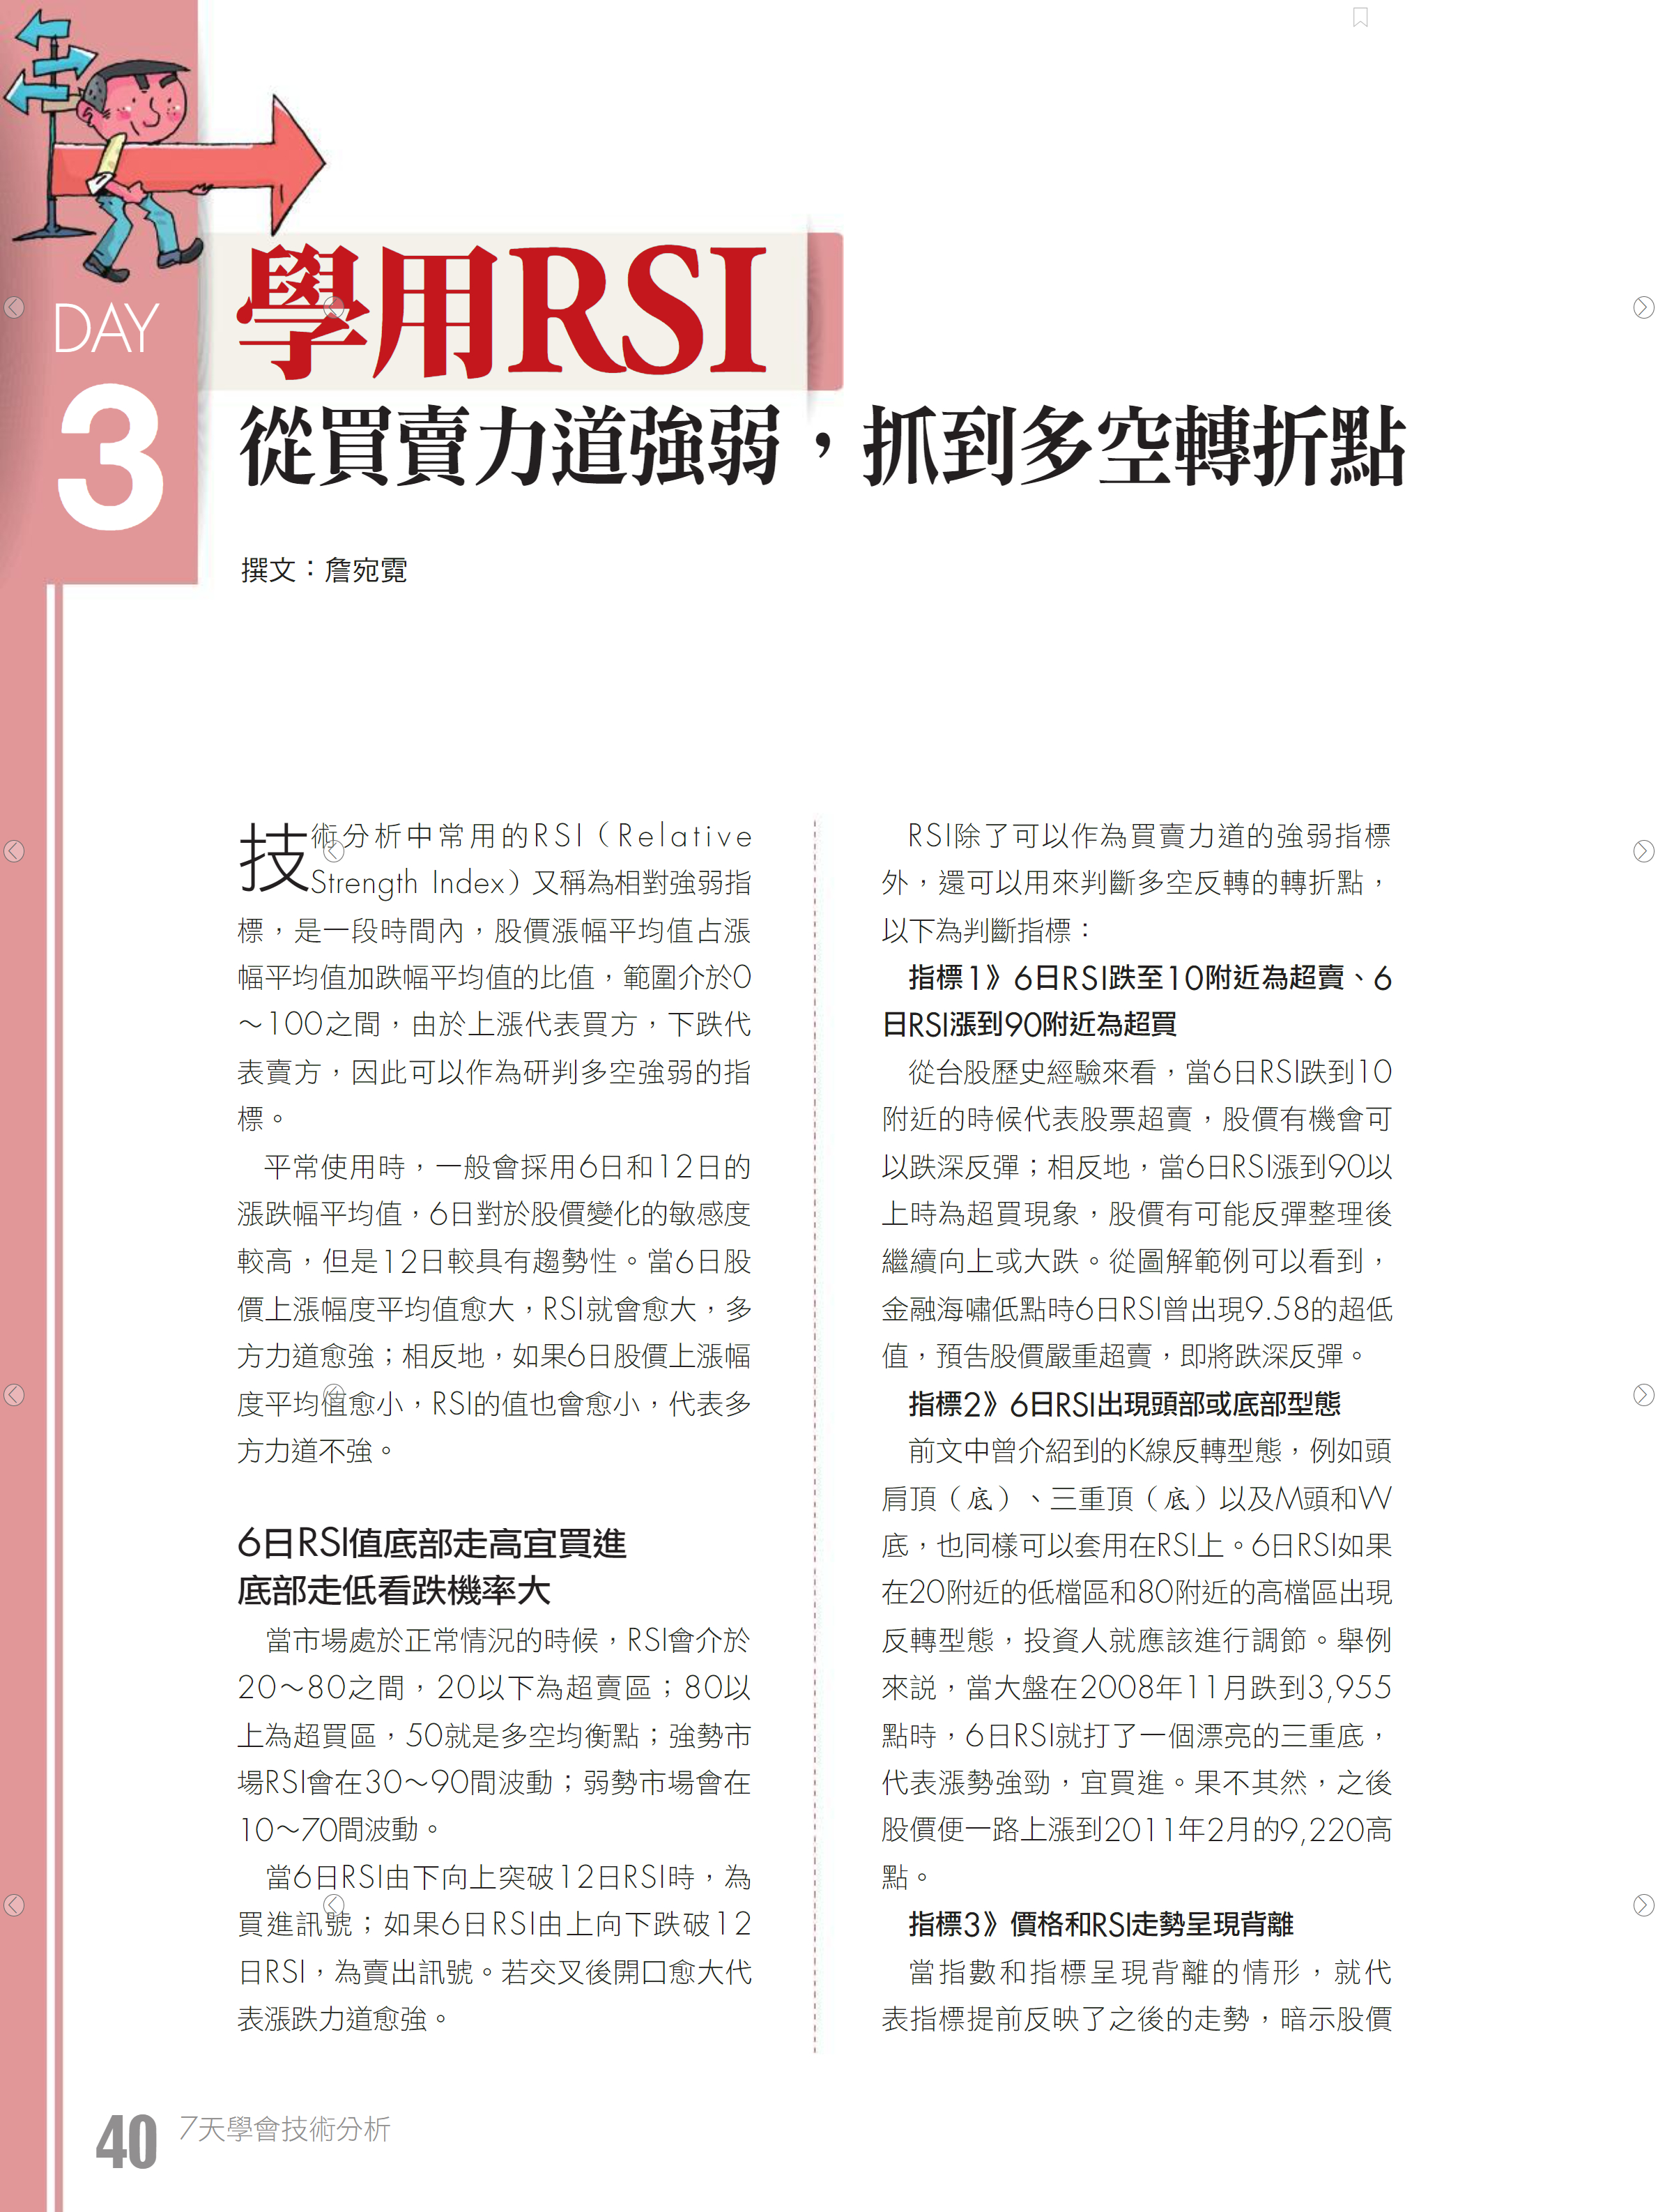 DAY
3
學用RSI
從買賣力道強弱，抓到多空轉折點
撰文：詹宛霓
技術分析中常用的RSI（Relative
Strength Index）又稱為相對強弱指
標，是一段時間內，股價漲幅平均值占漲
幅平均值加跌幅平均值的比值，範圍介於0
～100之間，由於上漲代表買方，下跌代
表賣方，因此可以作為研判多空強弱的指
標。
平常使用時，一般會採用6日和12日的
漲跌幅平均值，6日對於股價變化的敏感度
較高，但是12日較具有趨勢性。當6日股
價上漲幅度平均值愈大，RSI就會愈大，多
方力道愈強；相反地，如果6日股價上漲幅
度平均值愈小，RSI的值也會愈小，代表多
方力道不強。
6日RSI值底部走高宜買進
底部走低看跌機率大
當市場處於正常情況的時候，RSI會介於
20～80之間，20以下為超賣區；80以
上為超買區，50就是多空均衡點；強勢市
場RSI會在30～90間波動；弱勢市場會在
10～70間波動。
當6日RSI由下向上突破12日RSI時，為
買進訊號；如果6日RSI由上向下跌破12
日RSI，為賣出訊號。若交叉後開口愈大代
表漲跌力道愈強。
RSI除了可以作為買賣力道的強弱指標
外，還可以用來判斷多空反轉的轉折點，
以下為判斷指標：
指標1》6日RSI跌至10附近為超賣、6
日RSI漲到90附近為超買
從台股歷史經驗來看，當6日RSI跌到10
附近的時候代表股票超賣，股價有機會可
以跌深反彈；相反地，當6日RSI漲到90以
上時為超買現象，股價有可能反彈整理後
繼續向上或大跌。從圖解範例可以看到，
金融海嘯低點時6日RSI曾出現9.58的超低
值，預告股價嚴重超賣，即將跌深反彈。
指標2》6日RSI出現頭部或底部型態
前文中曾介紹到的K線反轉型態，例如頭
肩頂（底）、三重頂（底）以及M頭和W
底，也同樣可以套用在RSI上。6日RSI如果
在20附近的低檔區和80附近的高檔區出現
反轉型態，投資人就應該進行調節。舉例
來說，當大盤在2008年11月跌到3,955
點時，6日RSI就打了一個漂亮的三重底，
代表漲勢強勁，宜買進。果不其然，之後
股價便一路上漲到2011年2月的9,220高
點。
指標3》價格和RSI走勢呈現背離
當指數和指標呈現背離的情形，就代
表指標提前反映了之後的走勢，暗示股價
40 7天學會技術分析